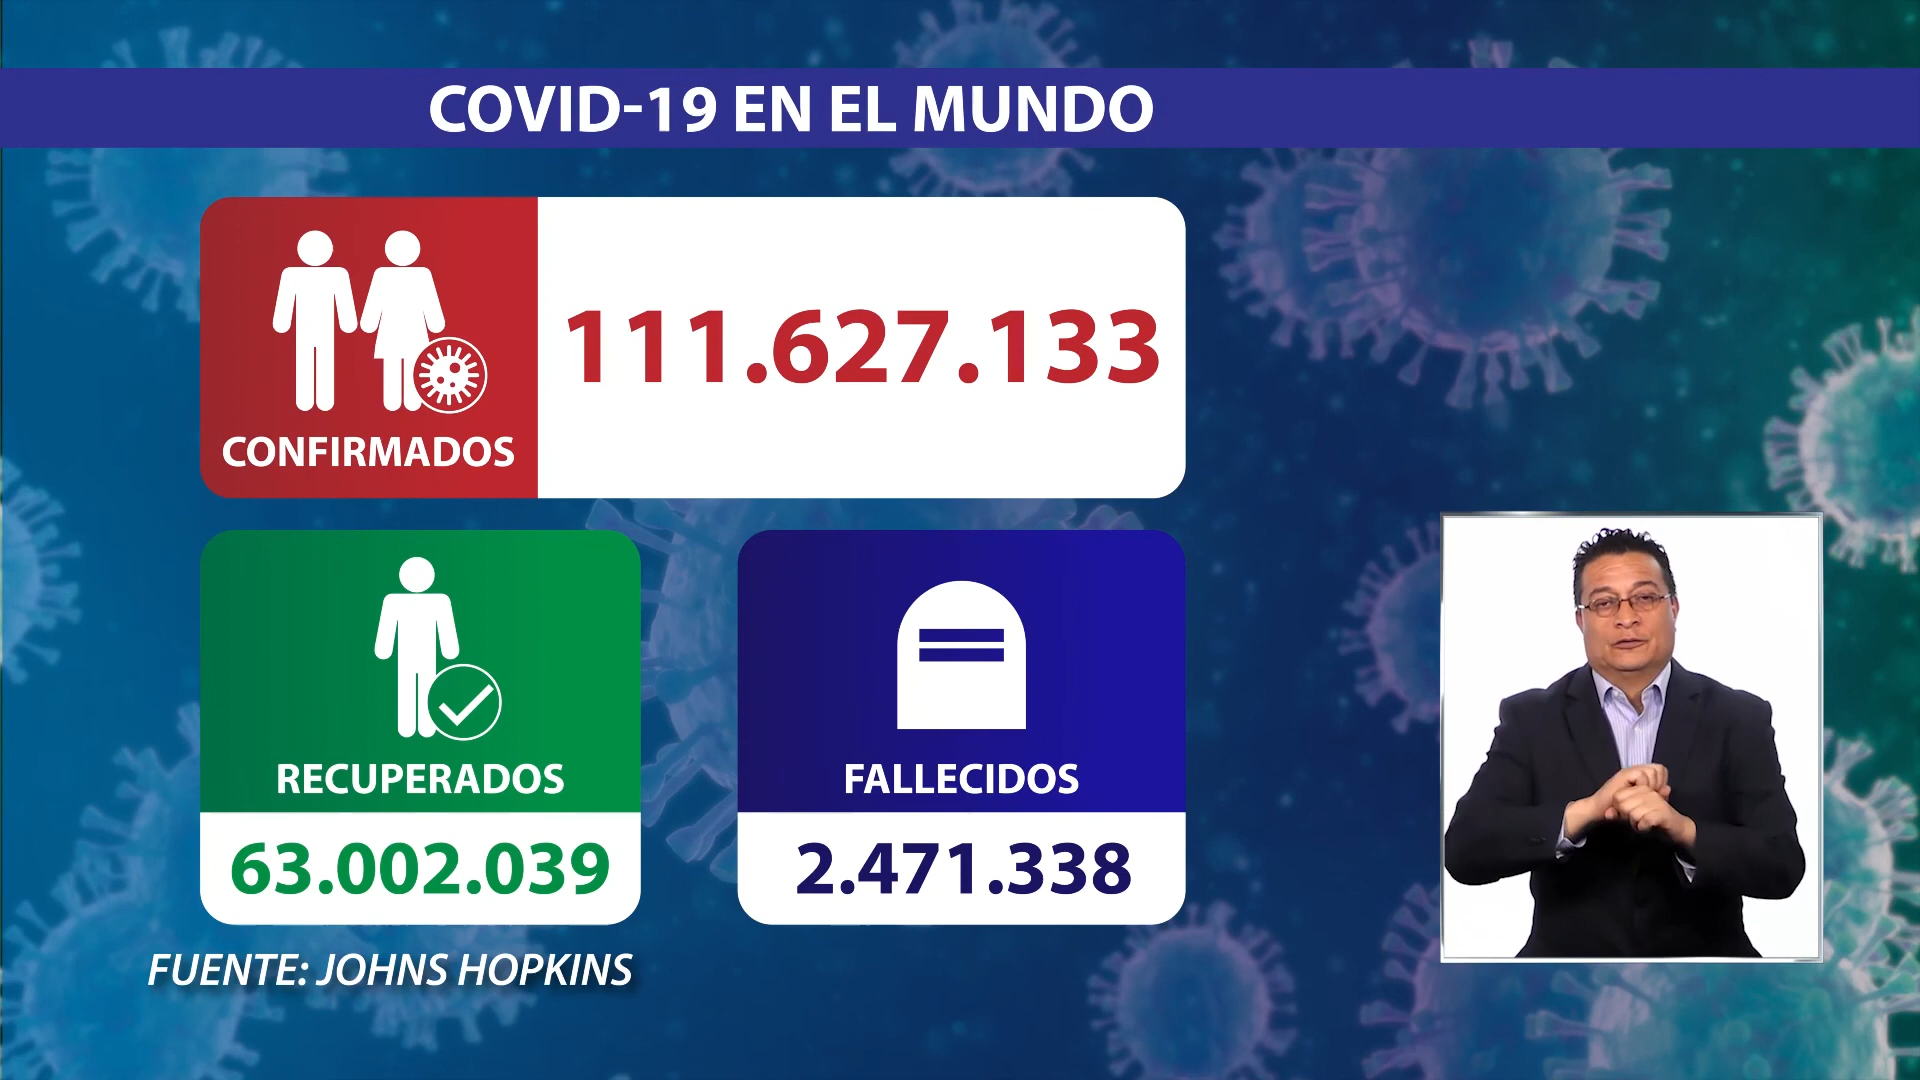 COVID-19 EN EL MUNDO
111.627.133
CONFIRMADOS
RECUPERADOS
63.002.039
FALLECIDOS
2.471.338
FUENTE: JOHNS HOPKINS